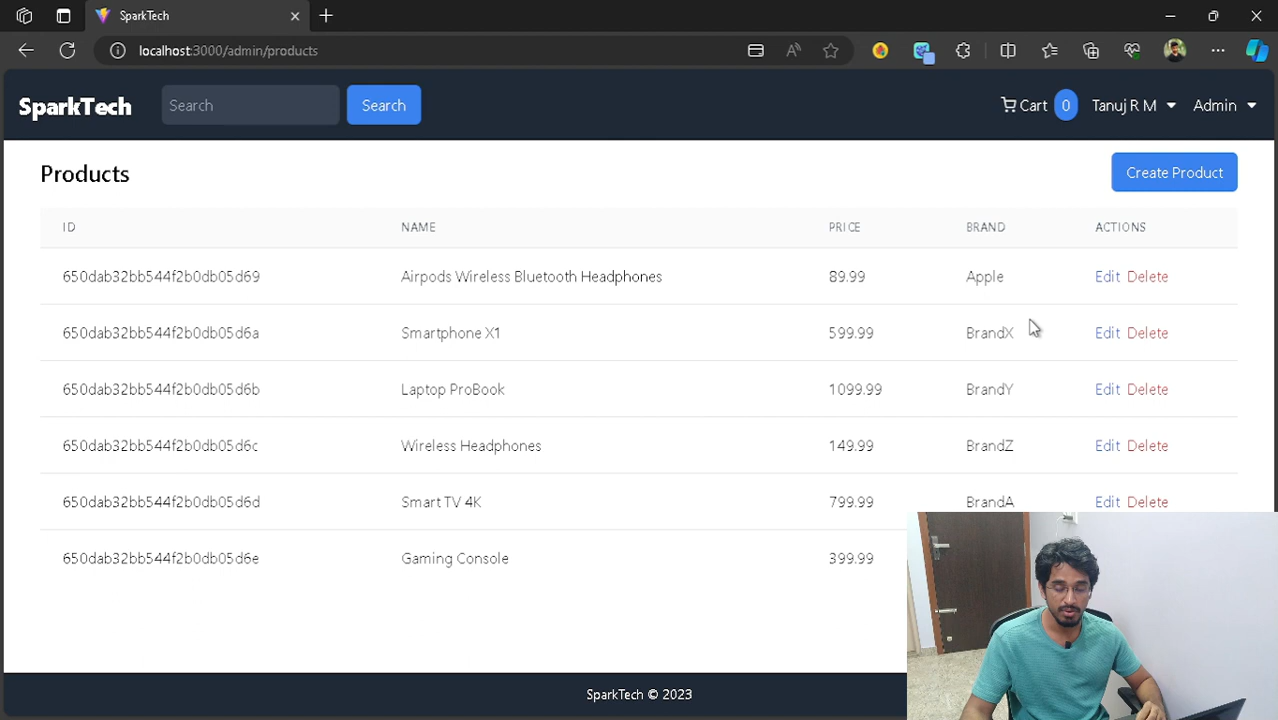 SparkTech
localhost:3000/admin/products
SparkTech Search Search Cart 0 Tanuj R M Admin
Products Create Product
ID NAME PRICE BRAND ACTIONS
650dab32bb544f2b0db05d69 Airpods Wireless Bluetooth Headphones 89.99 Apple Edit Delete
650dab32bb544f2b0db05d6a Smartphone X1 599.99 BrandX Edit Delete
650dab32bb544f2b0db05d6b Laptop ProBook 1099.99 BrandY Edit Delete
650dab32bb544f2b0db05d6c Wireless Headphones 149.99 BrandZ Edit Delete
650dab32bb544f2b0db05d6d Smart TV 4K 799.99 BrandA Edit Delete
650dab32bb544f2b0db05d6e Gaming Console 399.99
SparkTech © 2023